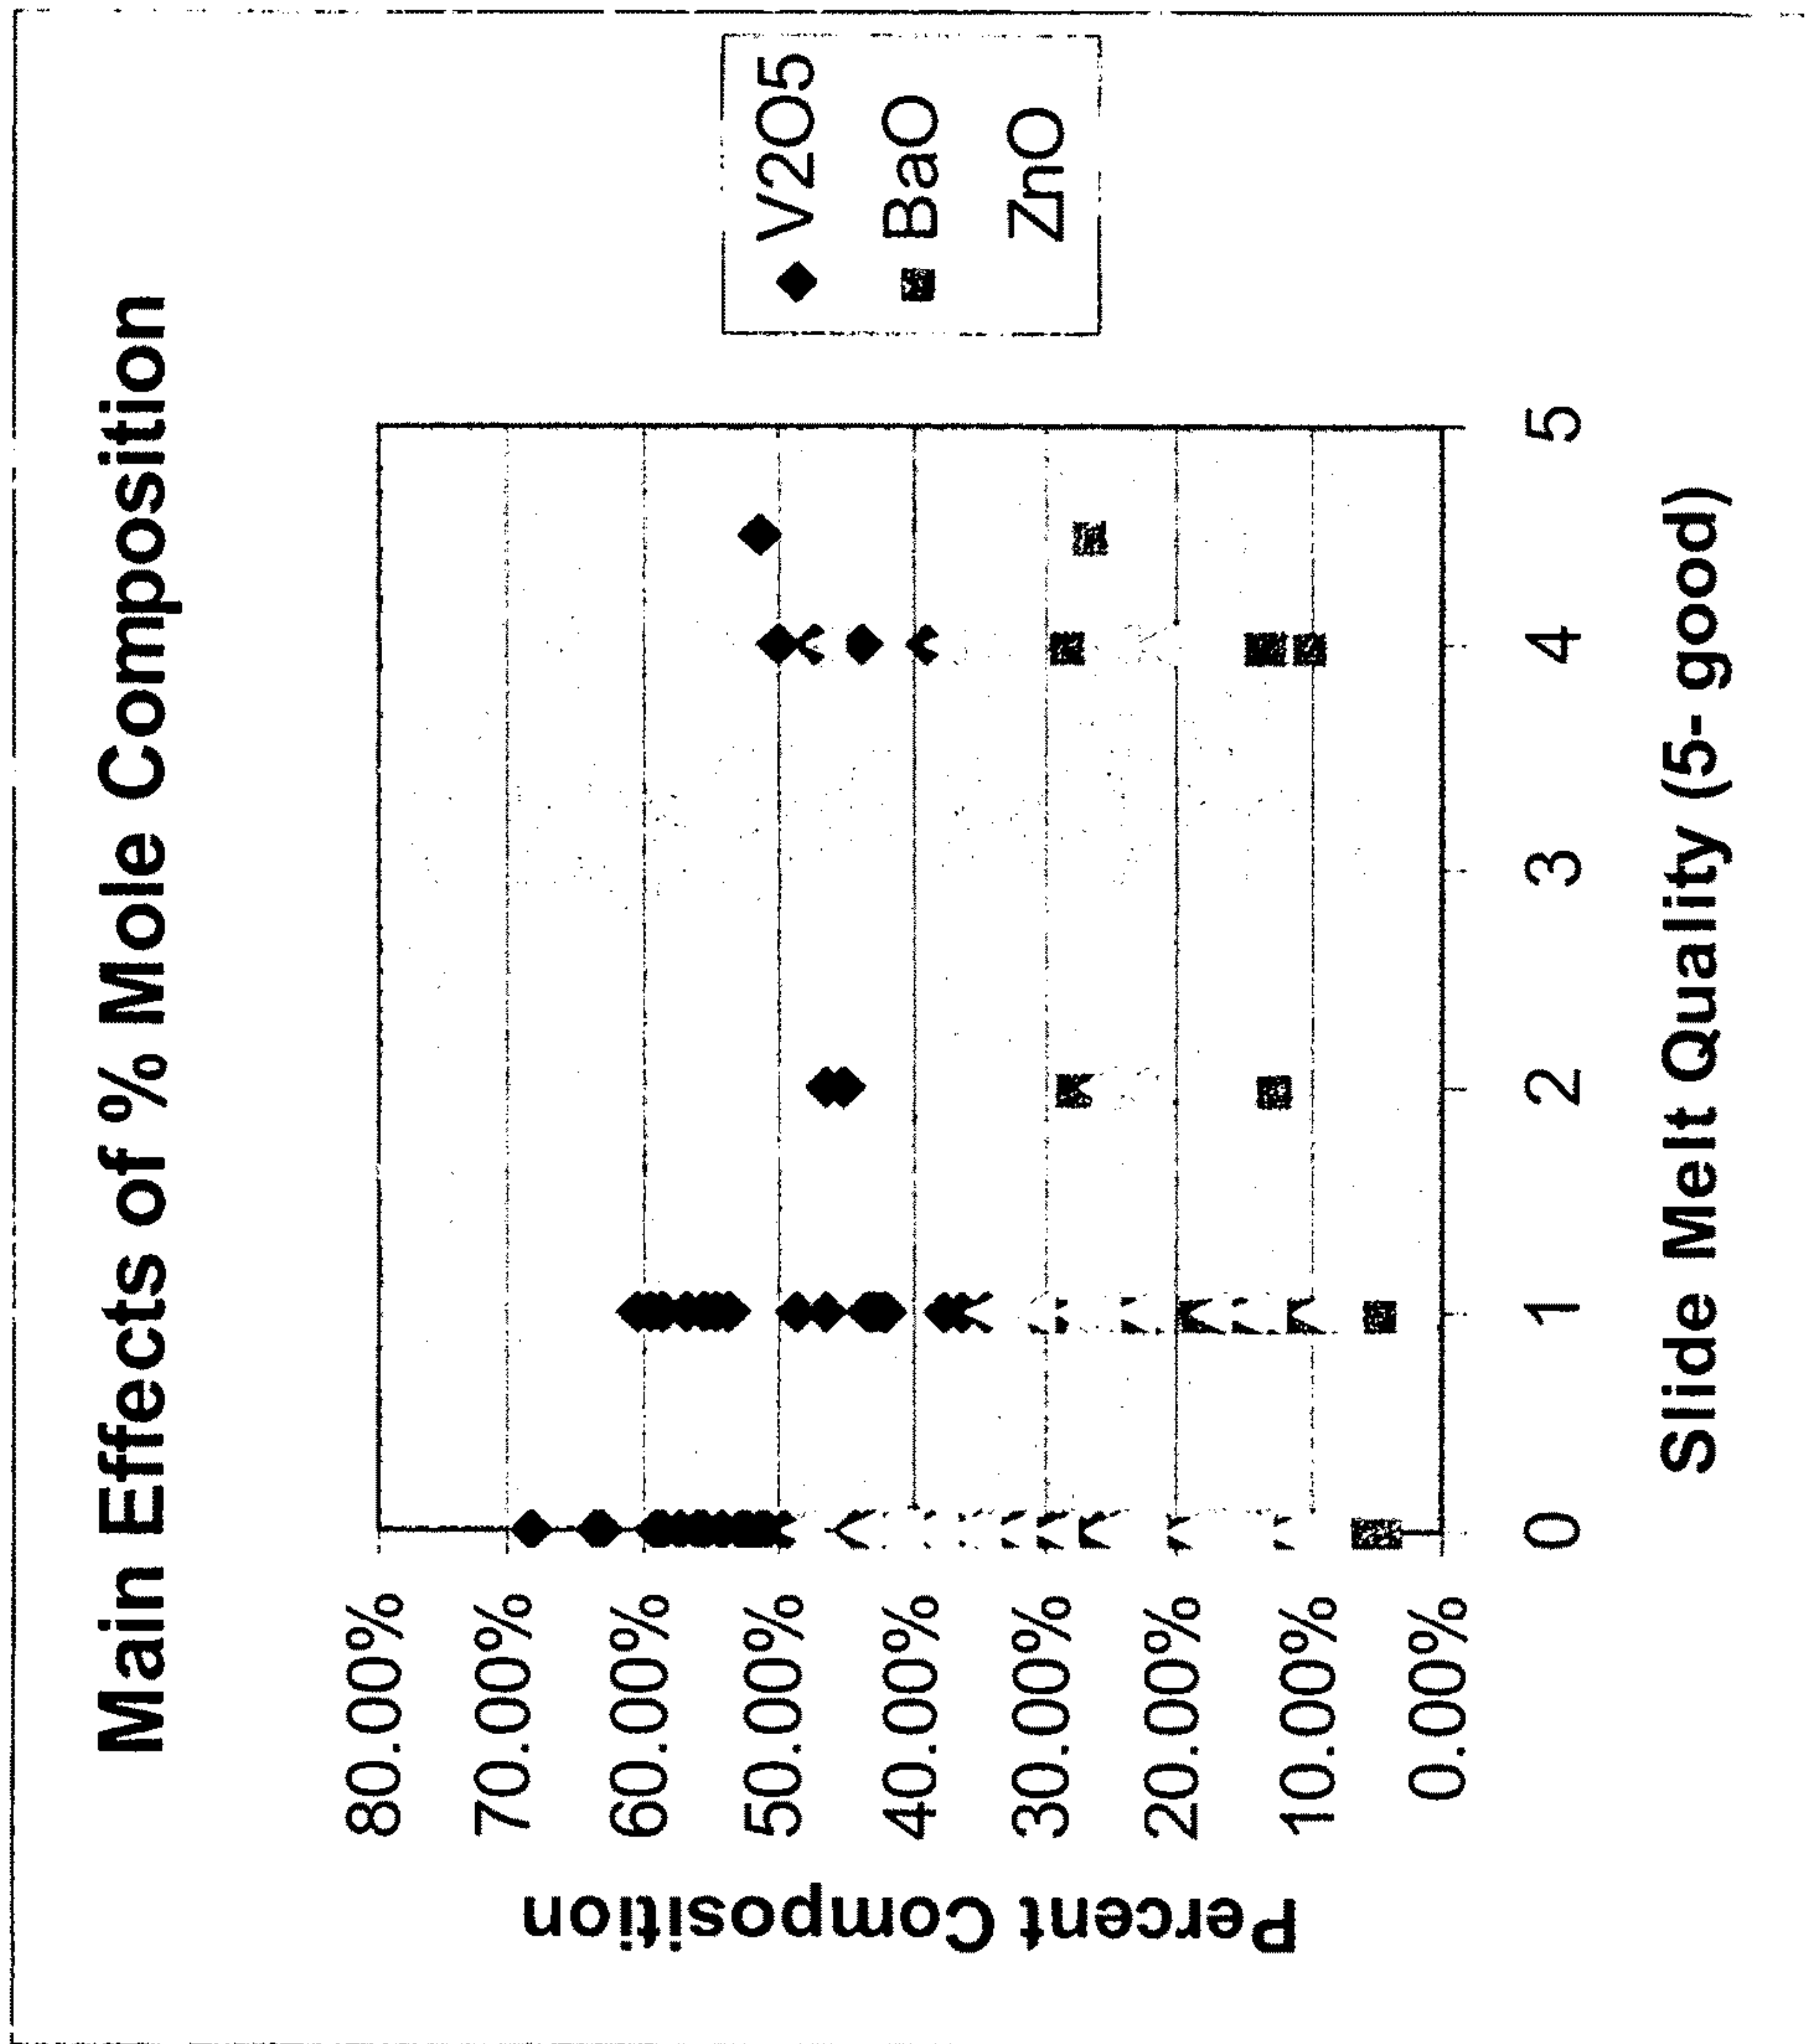 Main Effects of % Mole Composition
Percent Composition
80.00%
70.00%
60.00%
50.00%
40.00%
30.00%
20.00%
10.00%
0.00%
0 1 2 3 4 5
Slide Melt Quality (5- good)
V2O5
BaO
ZnO